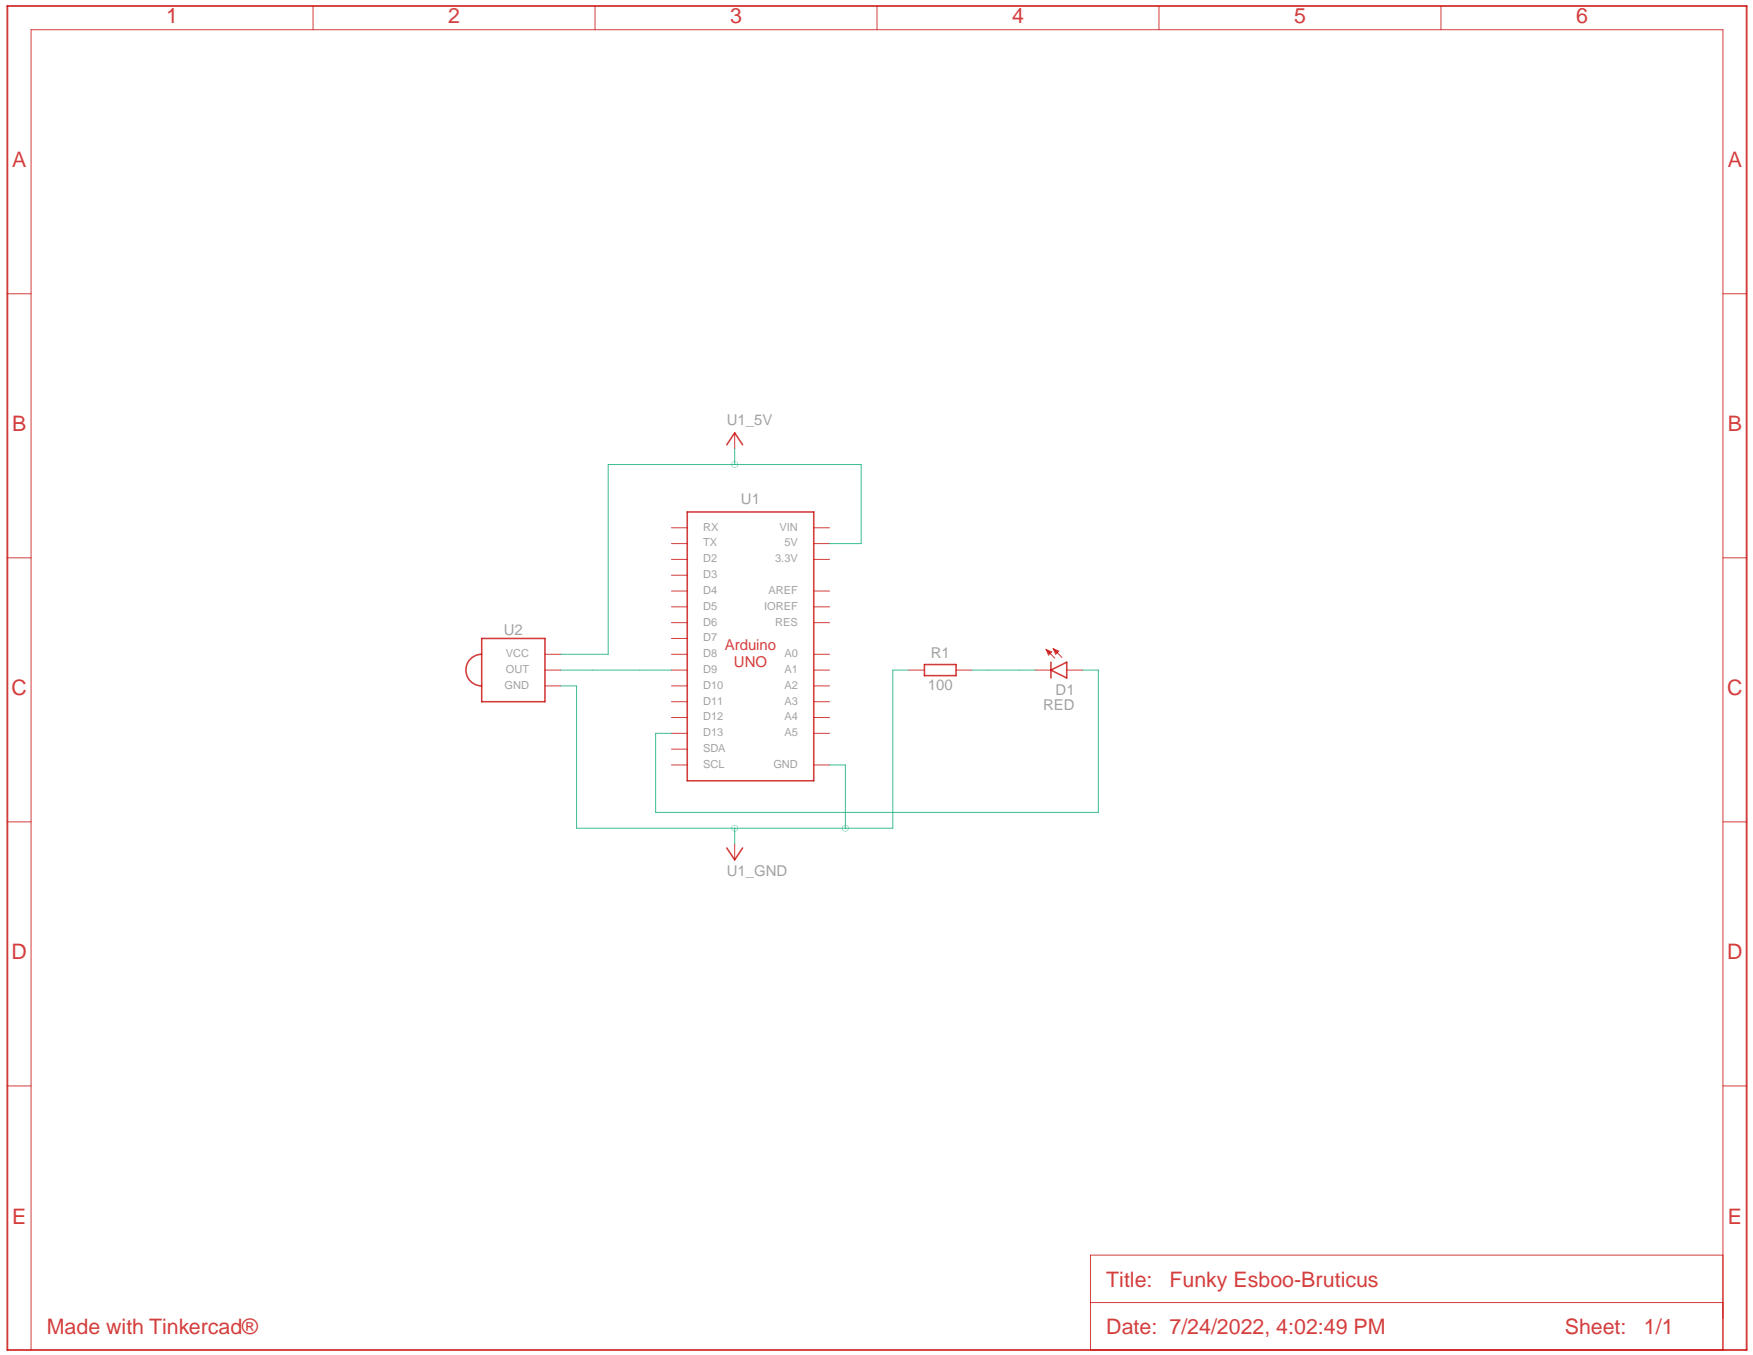 1 2 3 4 5 6
A A
B B
U1_5V
U1
RX VIN
TX 5V
D2 3.3V
D3
D4 AREF
D5 IOREF
D6 RES
D7
Arduino
UNO
D8 A0
D9 A1
D10 A2
D11 A3
D12 A4
D13 A5
SDA
SCL GND
U2
VCC
OUT
GND
R1
100
D1
RED
C C
U1_GND
D D
E E
Title: Funky Esboo-Bruticus
Made with Tinkercad®
Date: 7/24/2022, 4:02:49 PM Sheet: 1/1